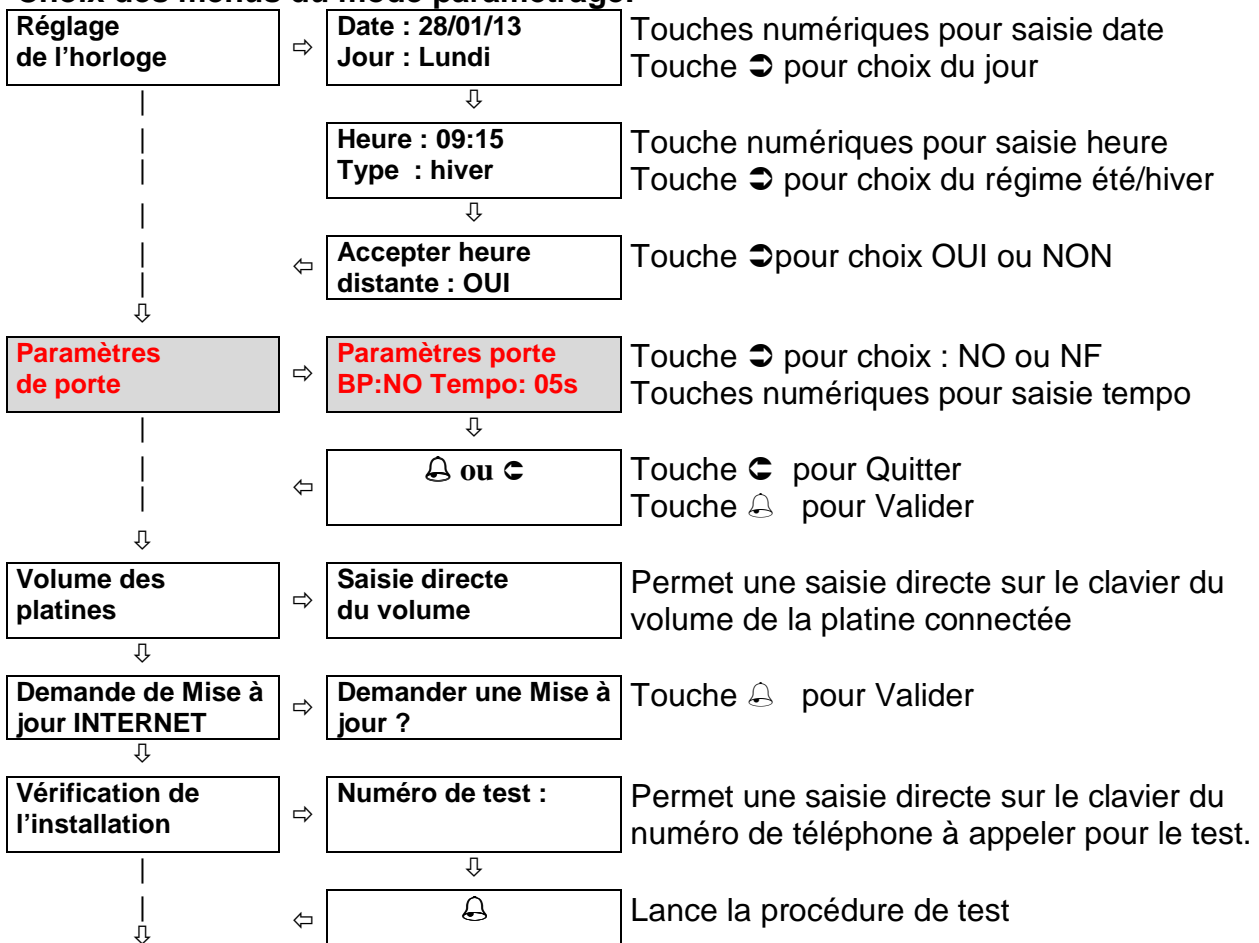 Choix des menus du mode paramétrage.
Réglage
de l'horloge
⇨
Date : 28/01/13
Jour : Lundi
Touches numériques pour saisie date
Touche ➲ pour choix du jour
⇩
Heure : 09:15
Type : hiver
Touche numériques pour saisie heure
Touche ➲ pour choix du régime été/hiver
⇩
⇦
Accepter heure
distante : OUI
Touche ➲pour choix OUI ou NON
⇩
Paramètres
de porte
⇨
Paramètres porte
BP:NO Tempo: 05s
Touche ➲ pour choix : NO ou NF
Touches numériques pour saisie tempo
⇩
⇦
🔔 ou ⮌
Touche ⮌ pour Quitter
Touche 🔔 pour Valider
⇩
Volume des
platines
⇨
Saisie directe
du volume
Permet une saisie directe sur le clavier du
volume de la platine connectée
⇩
Demande de Mise à
jour INTERNET
⇨
Demander une Mise à
jour ?
Touche 🔔 pour Valider
⇩
Vérification de
l'installation
⇨
Numéro de test :
Permet une saisie directe sur le clavier du
numéro de téléphone à appeler pour le test.
⇩
⇦
🔔
Lance la procédure de test
⇩